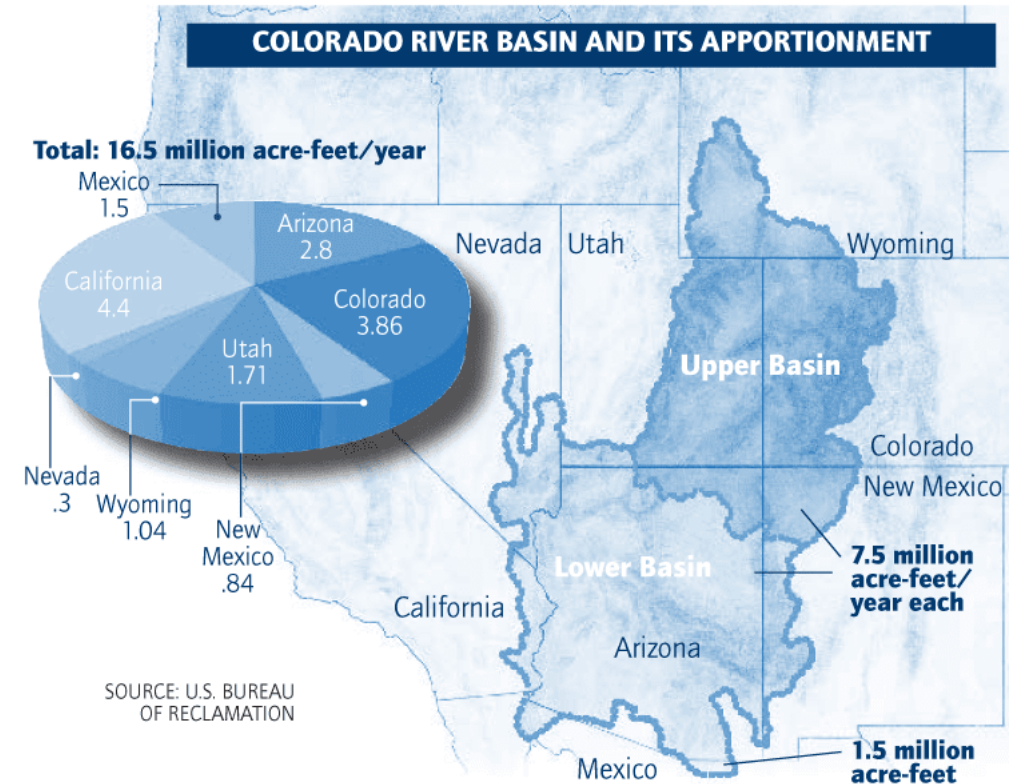 COLORADO RIVER BASIN AND ITS APPORTIONMENT
Total: 16.5 million acre-feet/year
Mexico
1.5
Arizona
2.8
California
4.4
Colorado
3.86
Utah
1.71
Nevada
.3
Wyoming
1.04
New
Mexico
.84
Nevada
Utah
Wyoming
Upper Basin
Colorado
New Mexico
Lower Basin
7.5 million
acre-feet/
year each
California
Arizona
Mexico
1.5 million
acre-feet
SOURCE: U.S. BUREAU
OF RECLAMATION